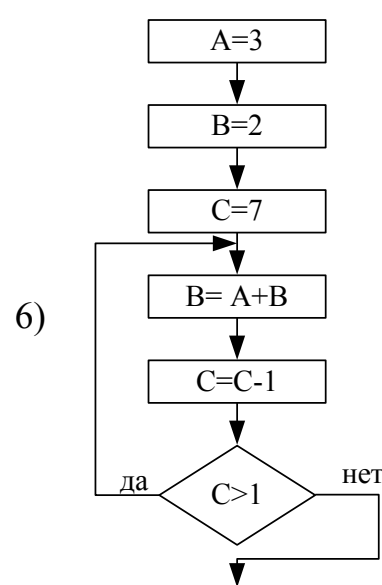 A=3
B=2
C=7
6)
B= A+B
C=C-1
да
C>1
нет